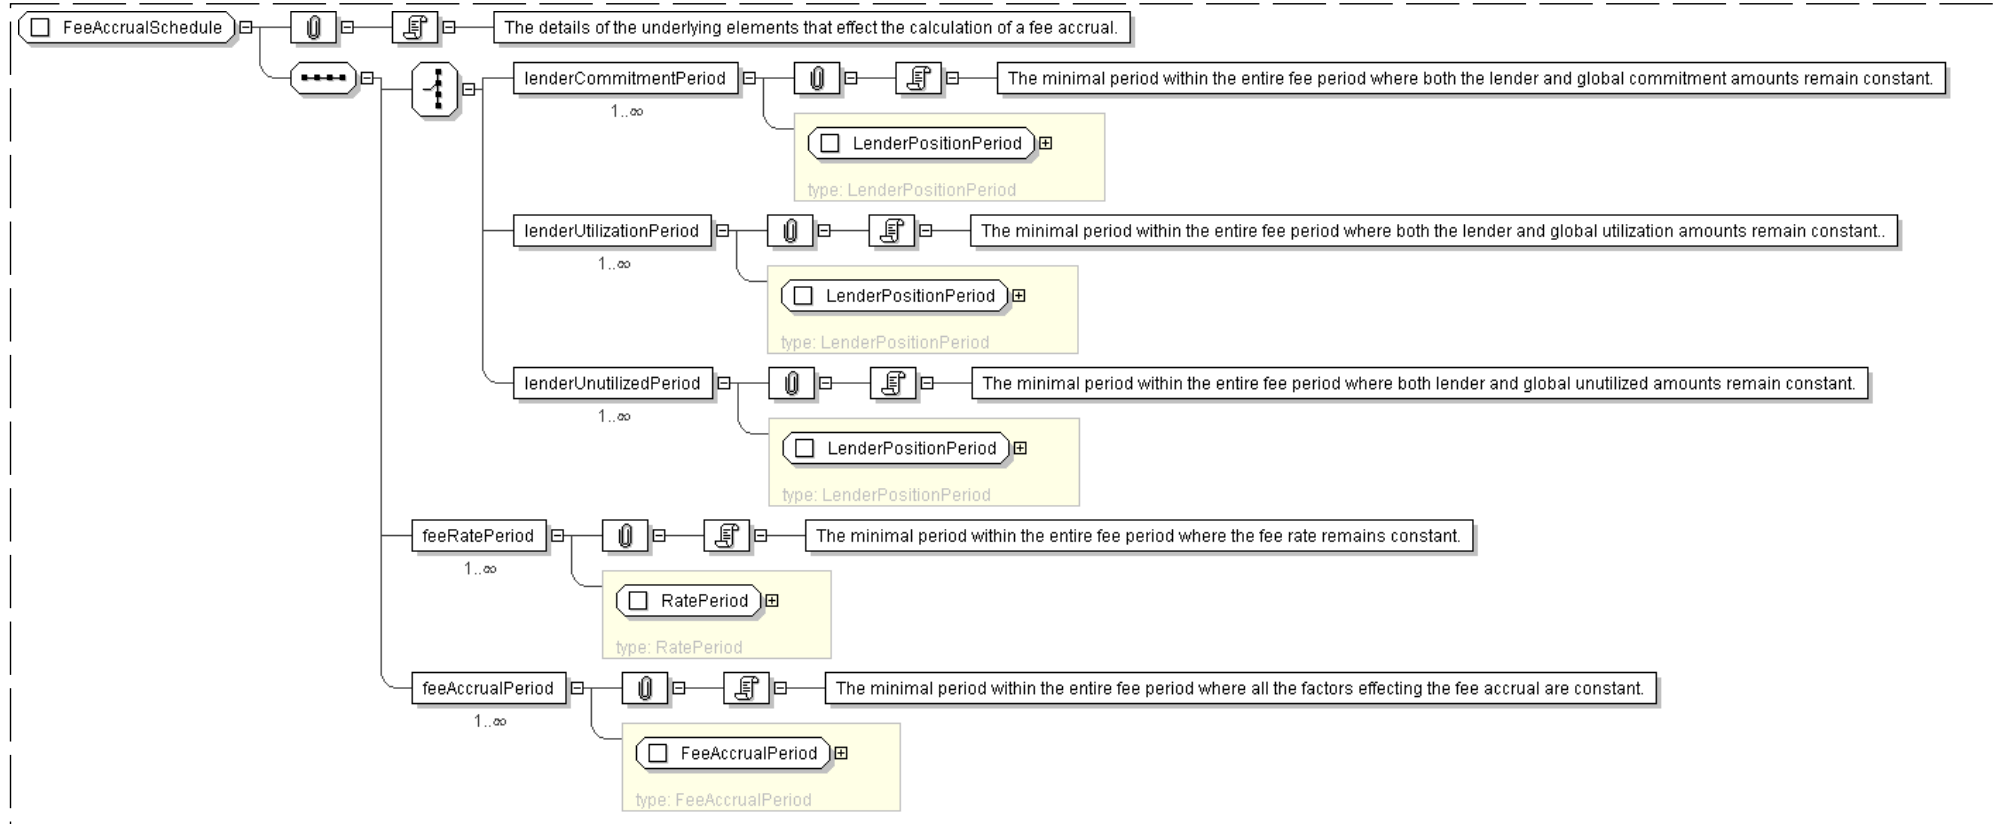 FeeAccrualSchedule
The details of the underlying elements that effect the calculation of a fee accrual.
lenderCommitmentPeriod
The minimal period within the entire fee period where both the lender and global commitment amounts remain constant.
1..∞
LenderPositionPeriod
type: LenderPositionPeriod
lenderUtilizationPeriod
The minimal period within the entire fee period where both the lender and global utilization amounts remain constant..
1..∞
LenderPositionPeriod
type: LenderPositionPeriod
lenderUnutilizedPeriod
The minimal period within the entire fee period where both lender and global unutilized amounts remain constant.
1..∞
LenderPositionPeriod
type: LenderPositionPeriod
feeRatePeriod
The minimal period within the entire fee period where the fee rate remains constant.
1..∞
RatePeriod
type: RatePeriod
feeAccrualPeriod
The minimal period within the entire fee period where all the factors effecting the fee accrual are constant.
1..∞
FeeAccrualPeriod
type: FeeAccrualPeriod